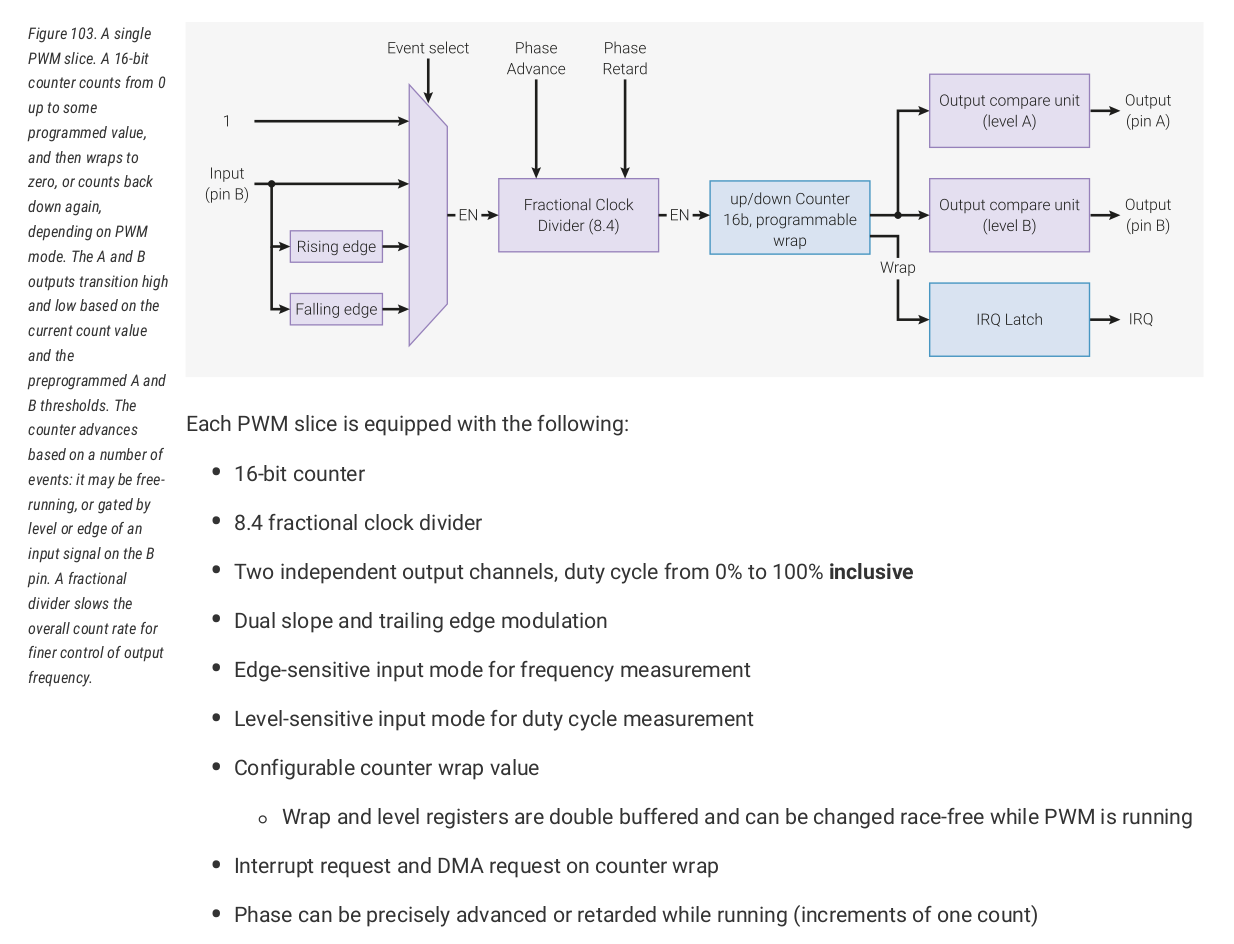 Figure 103. A single
PWM slice. A 16-bit
counter counts from 0
up to some
programmed value,
and then wraps to
zero, or counts back
down again,
depending on PWM
mode. The A and B
outputs transition high
and low based on the
current count value
and the
preprogrammed A and
B thresholds. The
counter advances
based on a number of
events: it may be free-
running, or gated by
level or edge of an
input signal on the B
pin. A fractional
divider slows the
overall count rate for
finer control of output
frequency.
Event select
Phase
Advance
Phase
Retard
1
Input
(pin B)
Rising edge
Falling edge
EN
Fractional Clock
Divider (8.4)
EN
up/down Counter
16b, programmable
wrap
Wrap
Output compare unit
(level A)
Output
(pin A)
Output compare unit
(level B)
Output
(pin B)
IRQ Latch
IRQ
Each PWM slice is equipped with the following:
• 16-bit counter
• 8.4 fractional clock divider
• Two independent output channels, duty cycle from 0% to 100% inclusive
• Dual slope and trailing edge modulation
• Edge-sensitive input mode for frequency measurement
• Level-sensitive input mode for duty cycle measurement
• Configurable counter wrap value
◦ Wrap and level registers are double buffered and can be changed race-free while PWM is running
• Interrupt request and DMA request on counter wrap
• Phase can be precisely advanced or retarded while running (increments of one count)